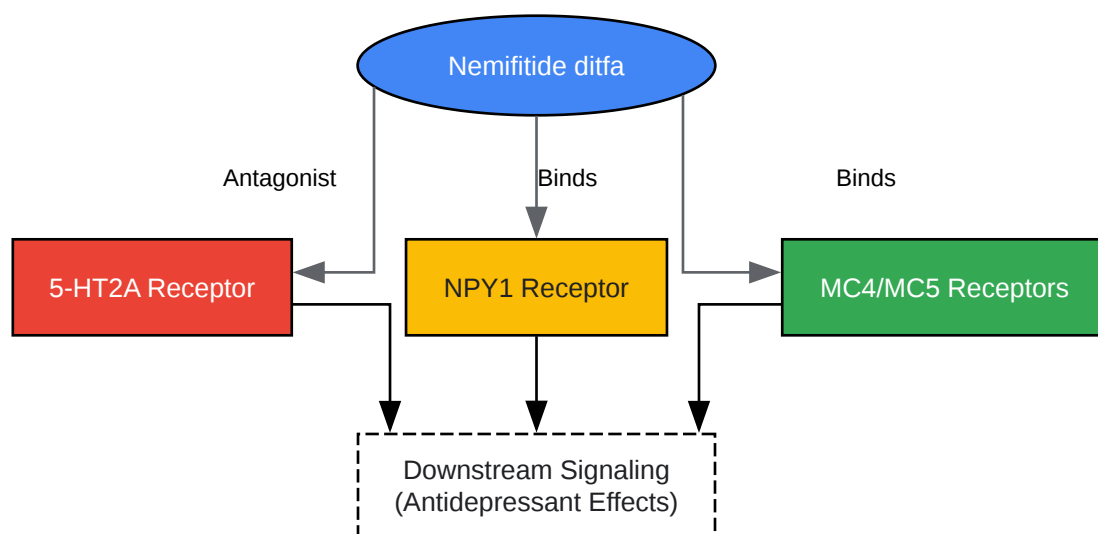 Nemifitide ditfa
Antagonist
Binds
Binds
5-HT2A Receptor
NPY1 Receptor
MC4/MC5 Receptors
Downstream Signaling
(Antidepressant Effects)